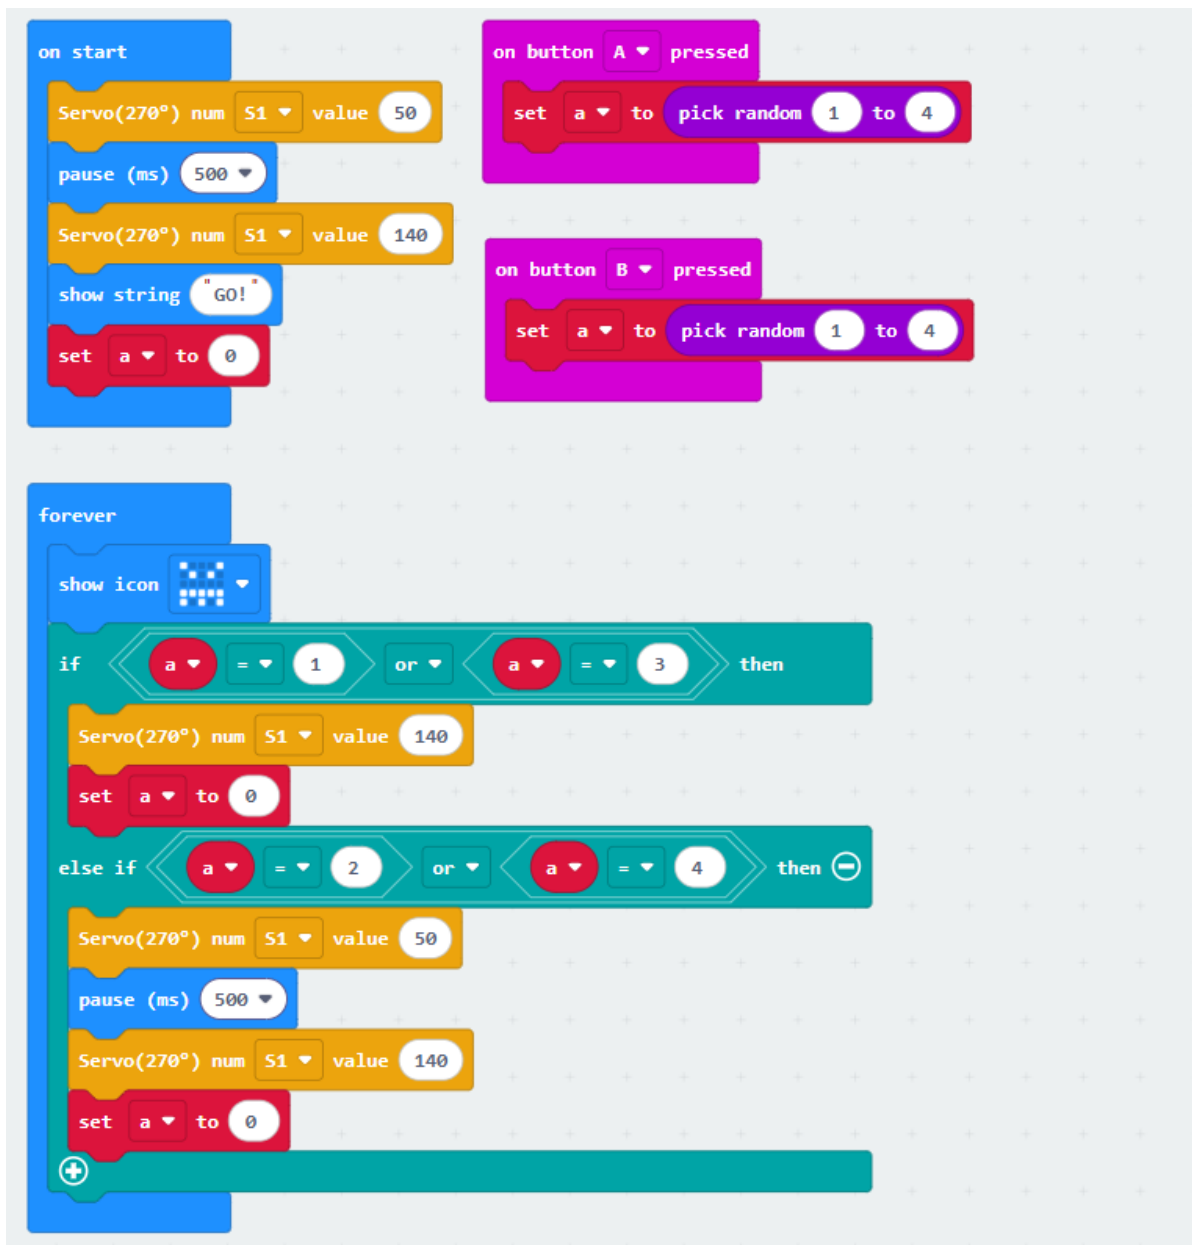 on start
Servo(270°) num S1 value 50
pause (ms) 500
Servo(270°) num S1 value 140
show string "GO!"
set a to 0
on button A pressed
set a to pick random 1 to 4
on button B pressed
set a to pick random 1 to 4
forever
show icon
if a = 1 or a = 3 then
Servo(270°) num S1 value 140
set a to 0
else if a = 2 or a = 4 then
Servo(270°) num S1 value 50
pause (ms) 500
Servo(270°) num S1 value 140
set a to 0